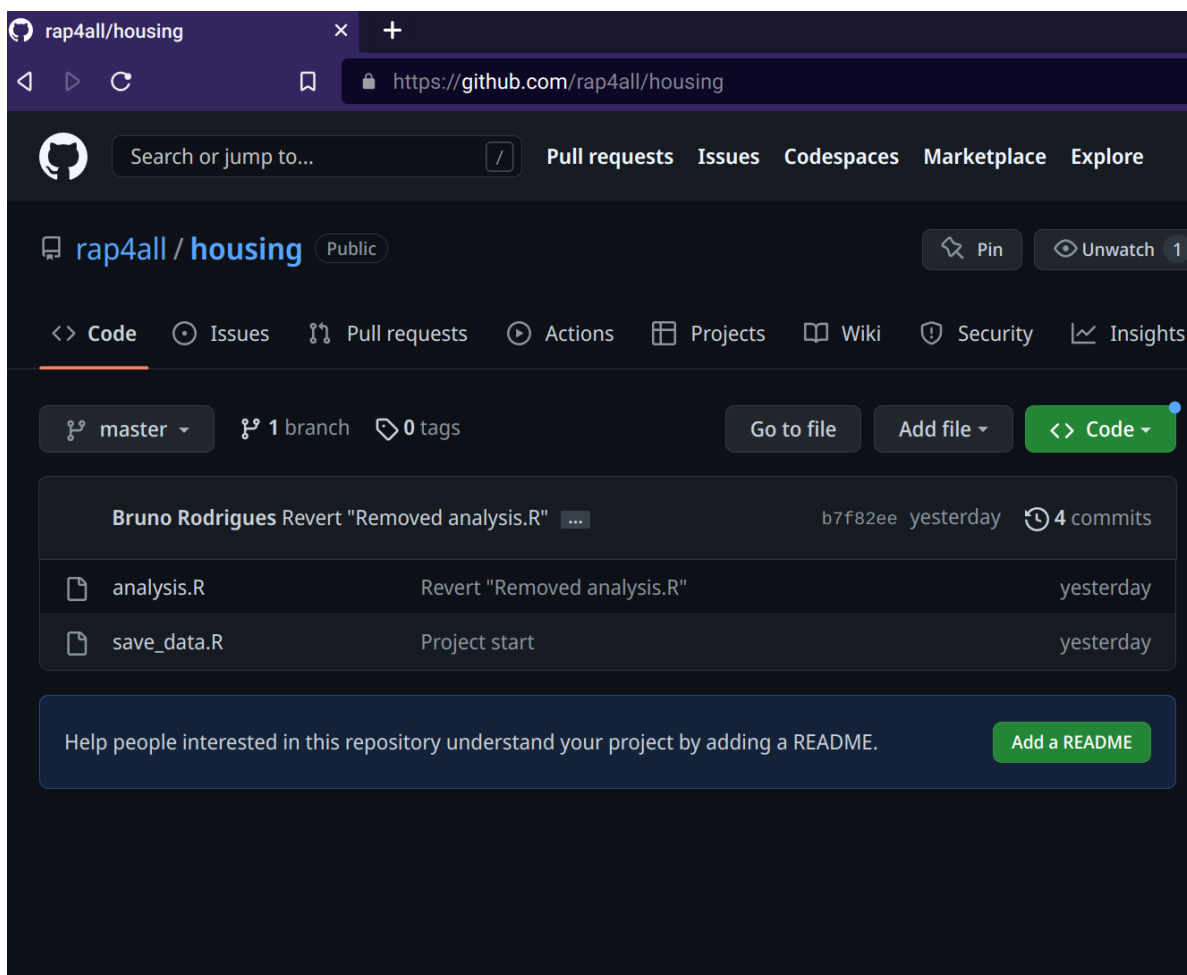 rap4all/housing
https://github.com/rap4all/housing
Search or jump to... / Pull requests Issues Codespaces Marketplace Explore
rap4all / housing Public Pin Unwatch 1
Code Issues Pull requests Actions Projects Wiki Security Insights
master 1 branch 0 tags Go to file Add file Code
Bruno Rodrigues Revert "Removed analysis.R" ... b7f82ee yesterday 4 commits
analysis.R Revert "Removed analysis.R" yesterday
save_data.R Project start yesterday
Help people interested in this repository understand your project by adding a README. Add a README